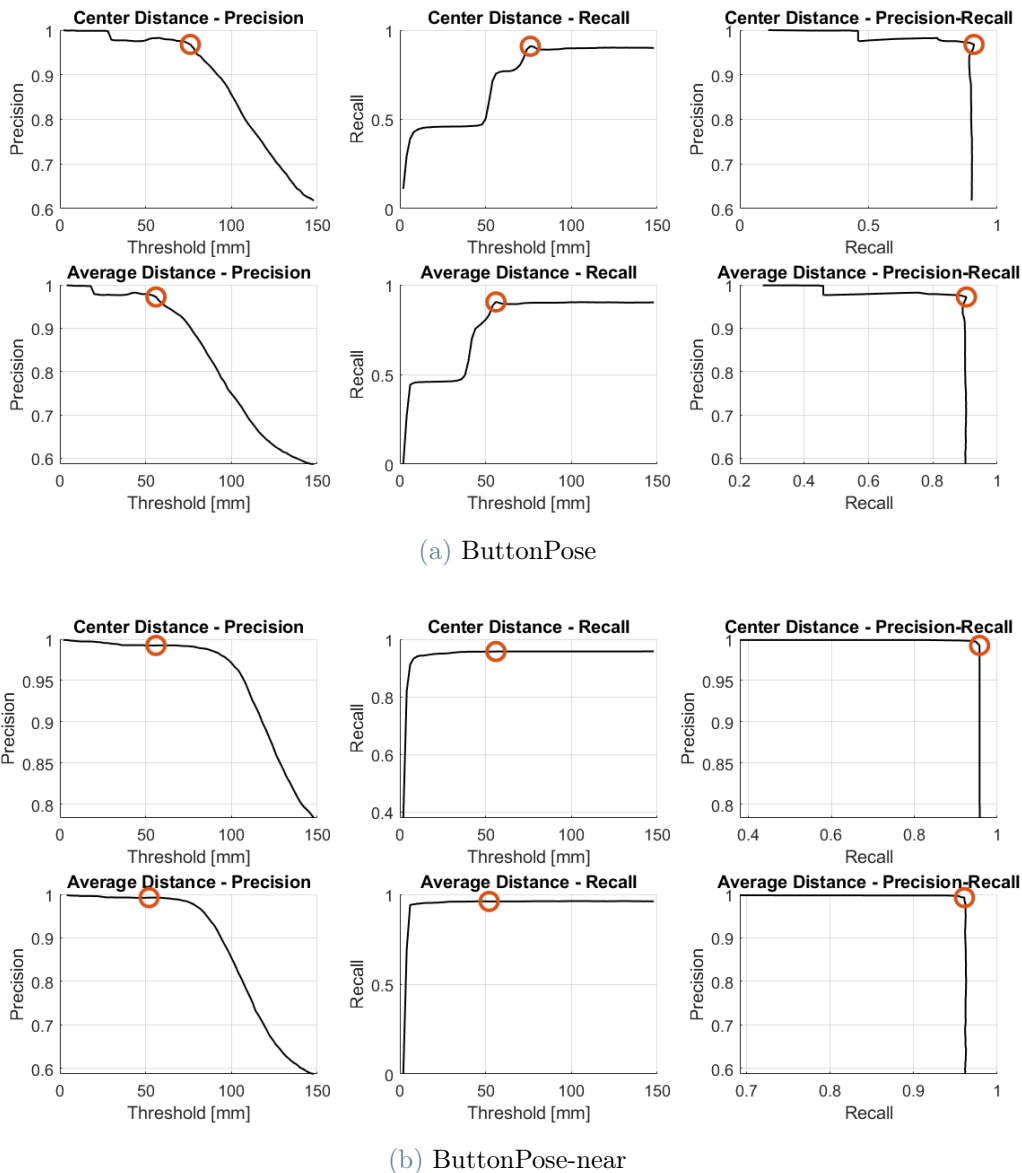 Center Distance - Precision
Center Distance - Recall
Center Distance - Precision-Recall
Precision
1
0.9
0.8
0.7
0.6
0 50 100 150
Threshold [mm]
Recall
1
0.5
0
0 50 100 150
Threshold [mm]
Precision
1
0.9
0.8
0.7
0.6
0 0.5 1
Recall
Average Distance - Precision
Average Distance - Recall
Average Distance - Precision-Recall
Precision
1
0.9
0.8
0.7
0.6
0 50 100 150
Threshold [mm]
Recall
1
0.5
0
0 50 100 150
Threshold [mm]
Precision
1
0.9
0.8
0.7
0.6
0.2 0.4 0.6 0.8 1
Recall
(a) ButtonPose
Center Distance - Precision
Center Distance - Recall
Center Distance - Precision-Recall
Precision
1
0.95
0.9
0.85
0.8
0 50 100 150
Threshold [mm]
Recall
1
0.8
0.6
0.4
0 50 100 150
Threshold [mm]
Precision
1
0.95
0.9
0.85
0.8
0.4 0.6 0.8 1
Recall
Average Distance - Precision
Average Distance - Recall
Average Distance - Precision-Recall
Precision
1
0.9
0.8
0.7
0.6
0 50 100 150
Threshold [mm]
Recall
1
0.5
0
0 50 100 150
Threshold [mm]
Precision
1
0.9
0.8
0.7
0.6
0.7 0.8 0.9 1
Recall
(b) ButtonPose-near